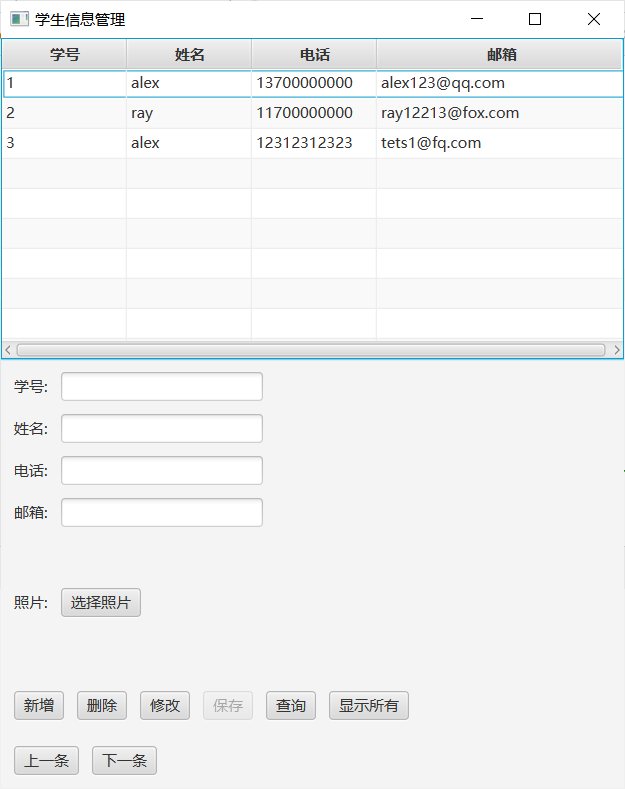 学生信息管理
学号 姓名 电话 邮箱
1 alex 13700000000 alex123@qq.com
2 ray 11700000000 ray12213@fox.com
3 alex 12312312323 tets1@fq.com
学号:
姓名:
电话:
邮箱:
照片: 选择照片
新增 删除 修改 保存 查询 显示所有
上一条 下一条